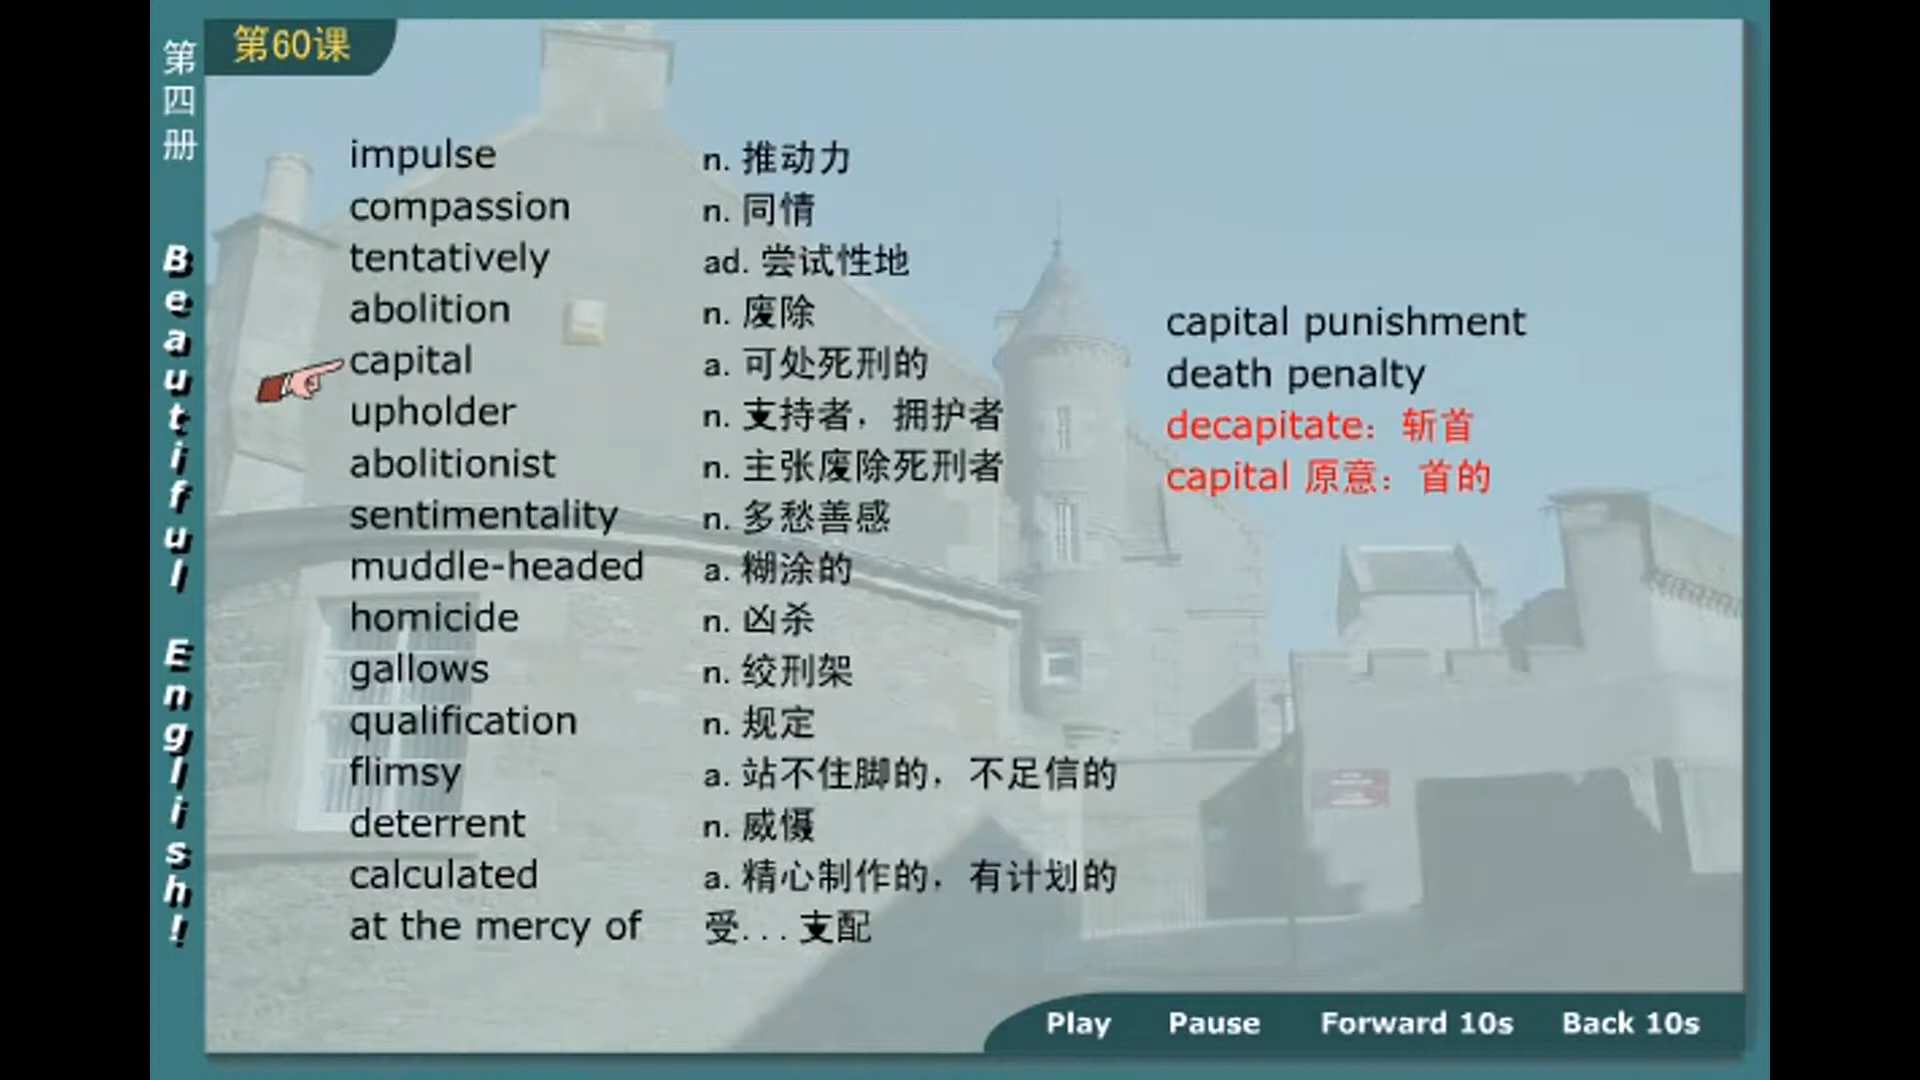 第60课
第四册
Beautiful English!
impulse n. 推动力
compassion n. 同情
tentatively ad. 尝试性地
abolition n. 废除
capital a. 可处死刑的
upholder n. 支持者，拥护者
abolitionist n. 主张废除死刑者
sentimentality n. 多愁善感
muddle-headed a. 糊涂的
homicide n. 凶杀
gallows n. 绞刑架
qualification n. 规定
flimsy a. 站不住脚的，不足信的
deterrent n. 威慑
calculated a. 精心制作的，有计划的
at the mercy of 受...支配
capital punishment
death penalty
decapitate：斩首
capital 原意：首的
Play Pause Forward 10s Back 10s